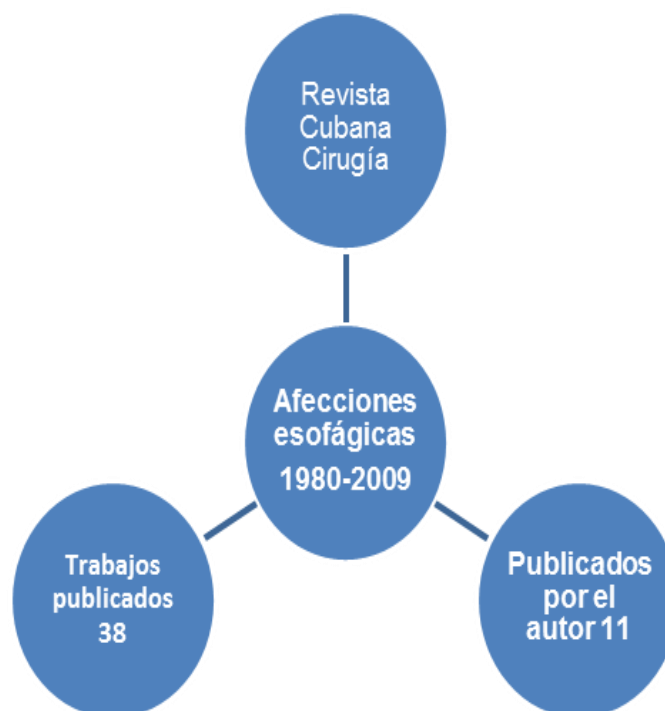 Revista
Cubana
Cirugía
Afecciones
esofágicas
1980-2009
Trabajos
publicados
38
Publicados
por el
autor 11